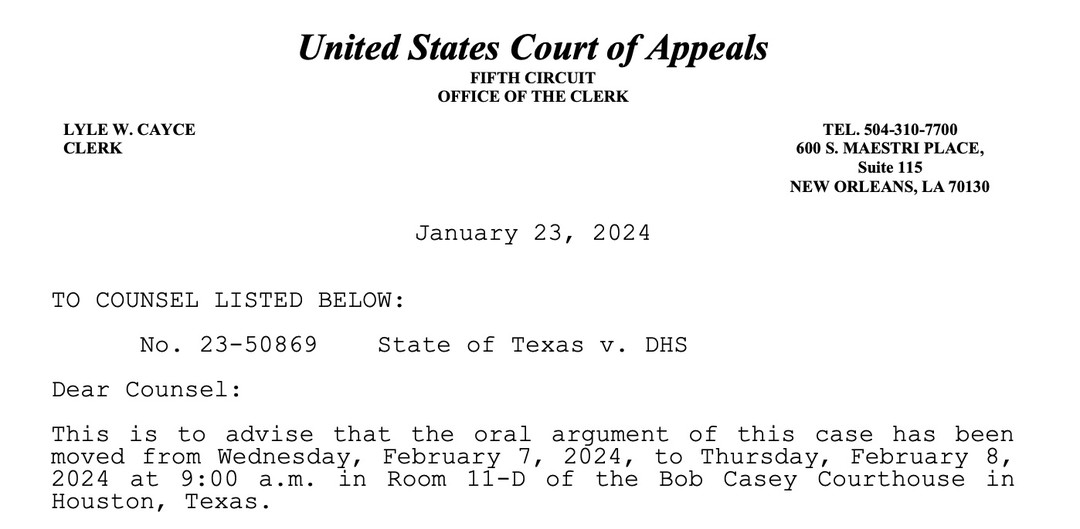 United States Court of Appeals
FIFTH CIRCUIT
OFFICE OF THE CLERK
LYLE W. CAYCE
CLERK
TEL. 504-310-7700
600 S. MAESTRI PLACE,
Suite 115
NEW ORLEANS, LA 70130
January 23, 2024
TO COUNSEL LISTED BELOW:
No. 23-50869 State of Texas v. DHS
Dear Counsel:
This is to advise that the oral argument of this case has been
moved from Wednesday, February 7, 2024, to Thursday, February 8,
2024 at 9:00 a.m. in Room 11-D of the Bob Casey Courthouse in
Houston, Texas.